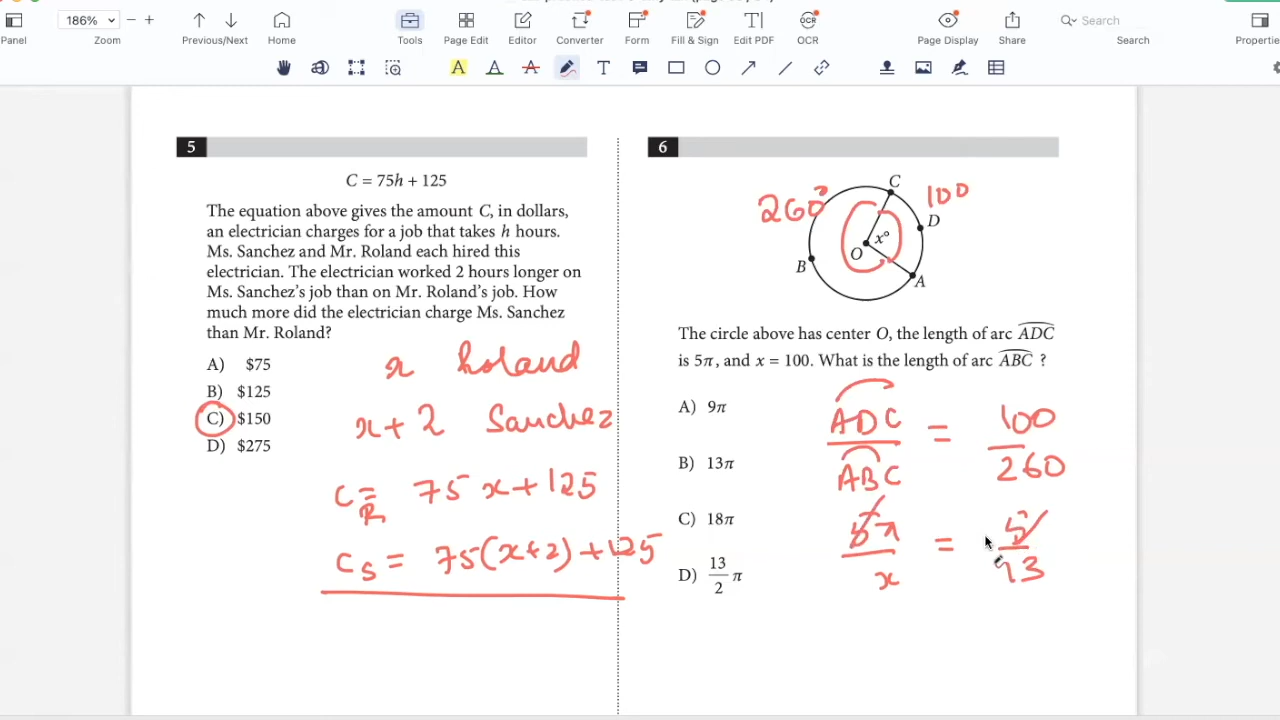 186%
Panel
Zoom
Previous/Next
Home
Tools
Page Edit
Editor
Converter
Form
Fill & Sign
Edit PDF
OCR
OCR
Page Display
Share
Search
Search
Propertie
5
C = 75h + 125
The equation above gives the amount C, in dollars,
an electrician charges for a job that takes h hours.
Ms. Sanchez and Mr. Roland each hired this
electrician. The electrician worked 2 hours longer on
Ms. Sanchez's job than on Mr. Roland's job. How
much more did the electrician charge Ms. Sanchez
than Mr. Roland?
A) $75
B) $125
C) $150
D) $275
x Roland
x+2 Sanchez
C_R = 75x+125
C_S = 75(x+2)+125
6
260°
C
100
D
x°
O
B
A
The circle above has center O, the length of arc ADC
is 5π, and x = 100. What is the length of arc ABC ?
A) 9π
B) 13π
C) 18π
D) 13/2 π
ADC/ABC = 100/260
5π/x = 5/13